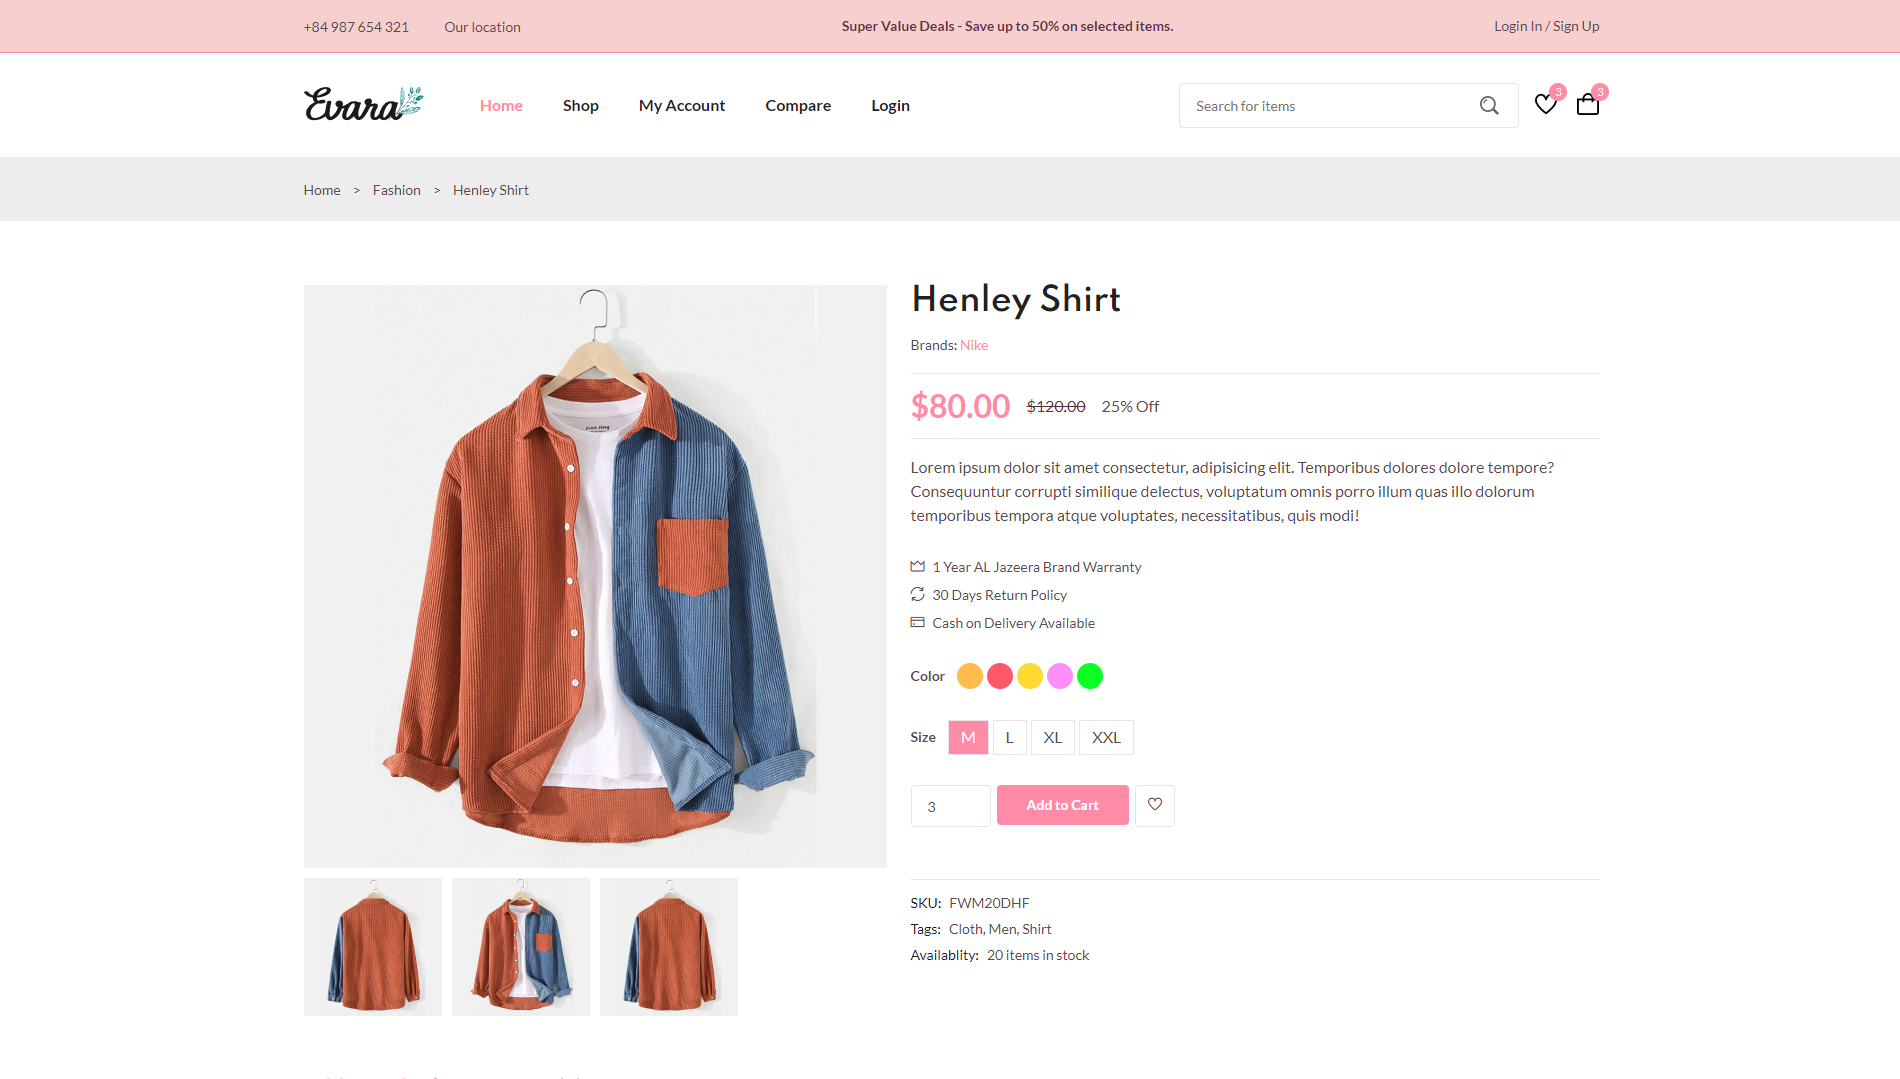 +84 987 654 321 Our location Super Value Deals - Save up to 50% on selected items. Login In / Sign Up
Evara Home Shop My Account Compare Login Search for items 3 3
Home > Fashion > Henley Shirt
Henley Shirt
Brands: Nike
$80.00 $120.00 25% Off
Lorem ipsum dolor sit amet consectetur, adipisicing elit. Temporibus dolores dolore tempore?
Consequuntur corrupti similique delectus, voluptatum omnis porro illum quas illo dolorum
temporibus tempora atque voluptates, necessitatibus, quis modi!
1 Year AL Jazeera Brand Warranty
30 Days Return Policy
Cash on Delivery Available
Color
Size M L XL XXL
3 Add to Cart
SKU: FWM20DHF
Tags: Cloth, Men, Shirt
Availablity: 20 items in stock